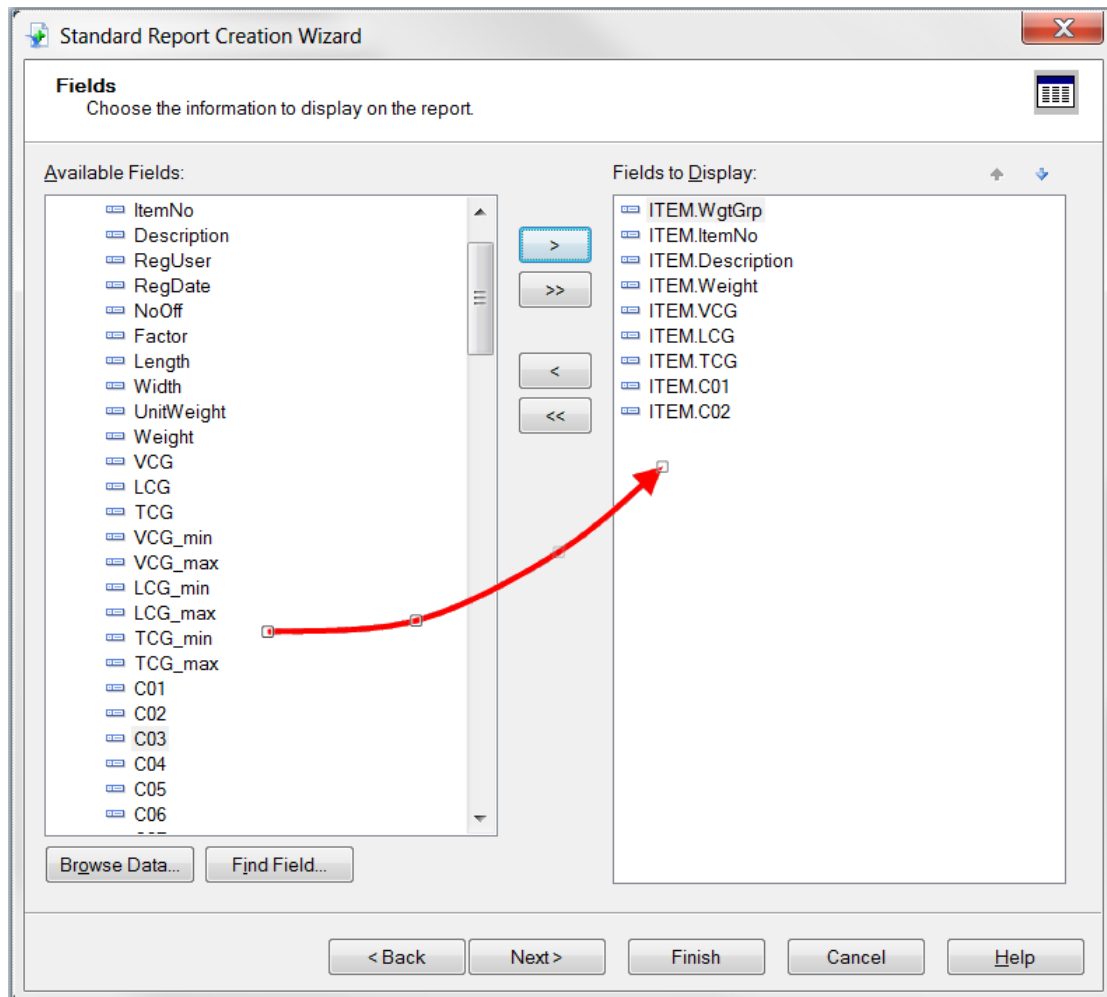 Standard Report Creation Wizard
X
Fields
Choose the information to display on the report.
Available Fields:
ItemNo
Description
RegUser
RegDate
NoOff
Factor
Length
Width
UnitWeight
Weight
VCG
LCG
TCG
VCG_min
VCG_max
LCG_min
LCG_max
TCG_min
TCG_max
C01
C02
C03
C04
C05
C06
>
>>
<
<<
Fields to Display:
ITEM.WgtGrp
ITEM.ItemNo
ITEM.Description
ITEM.Weight
ITEM.VCG
ITEM.LCG
ITEM.TCG
ITEM.C01
ITEM.C02
Browse Data...
Find Field...
< Back
Next >
Finish
Cancel
Help